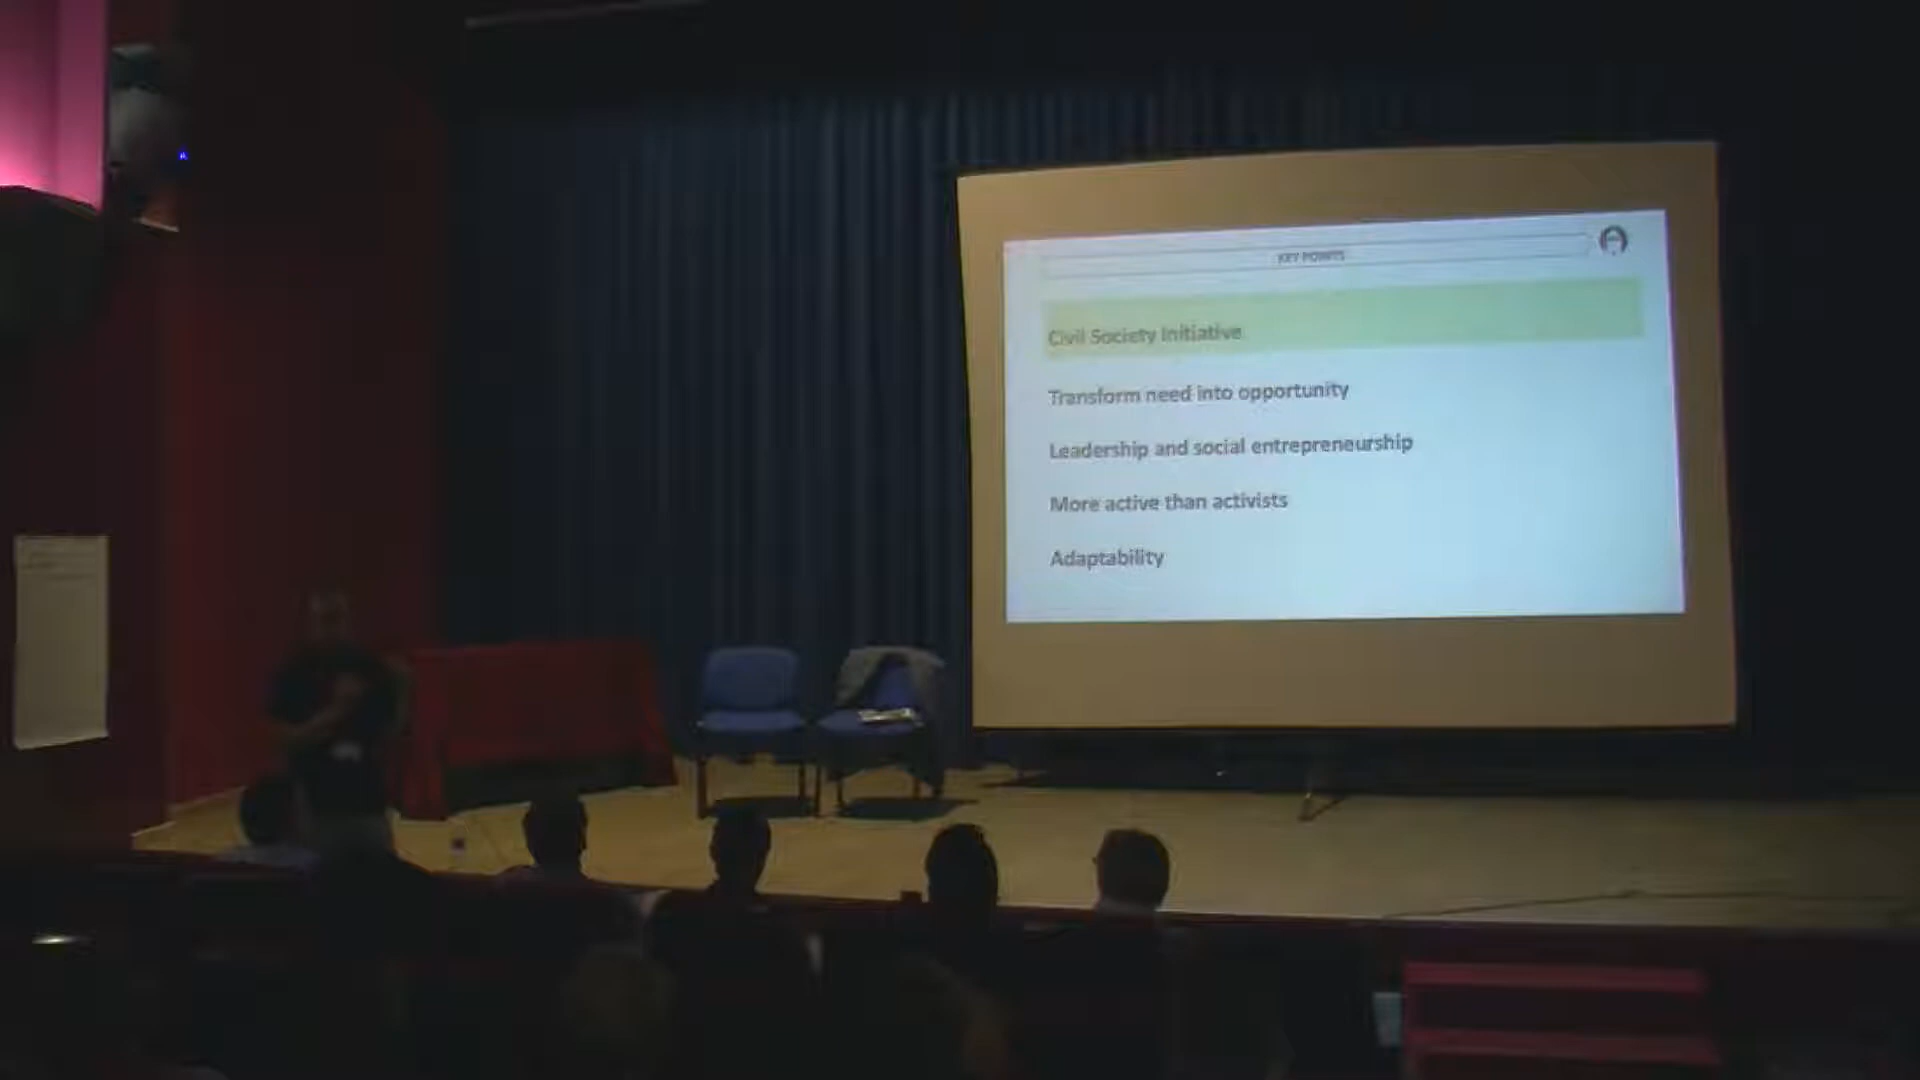 KEY POINTS
Civil Society Initiative
Transform need into opportunity
Leadership and social entrepreneurship
More active than activists
Adaptability